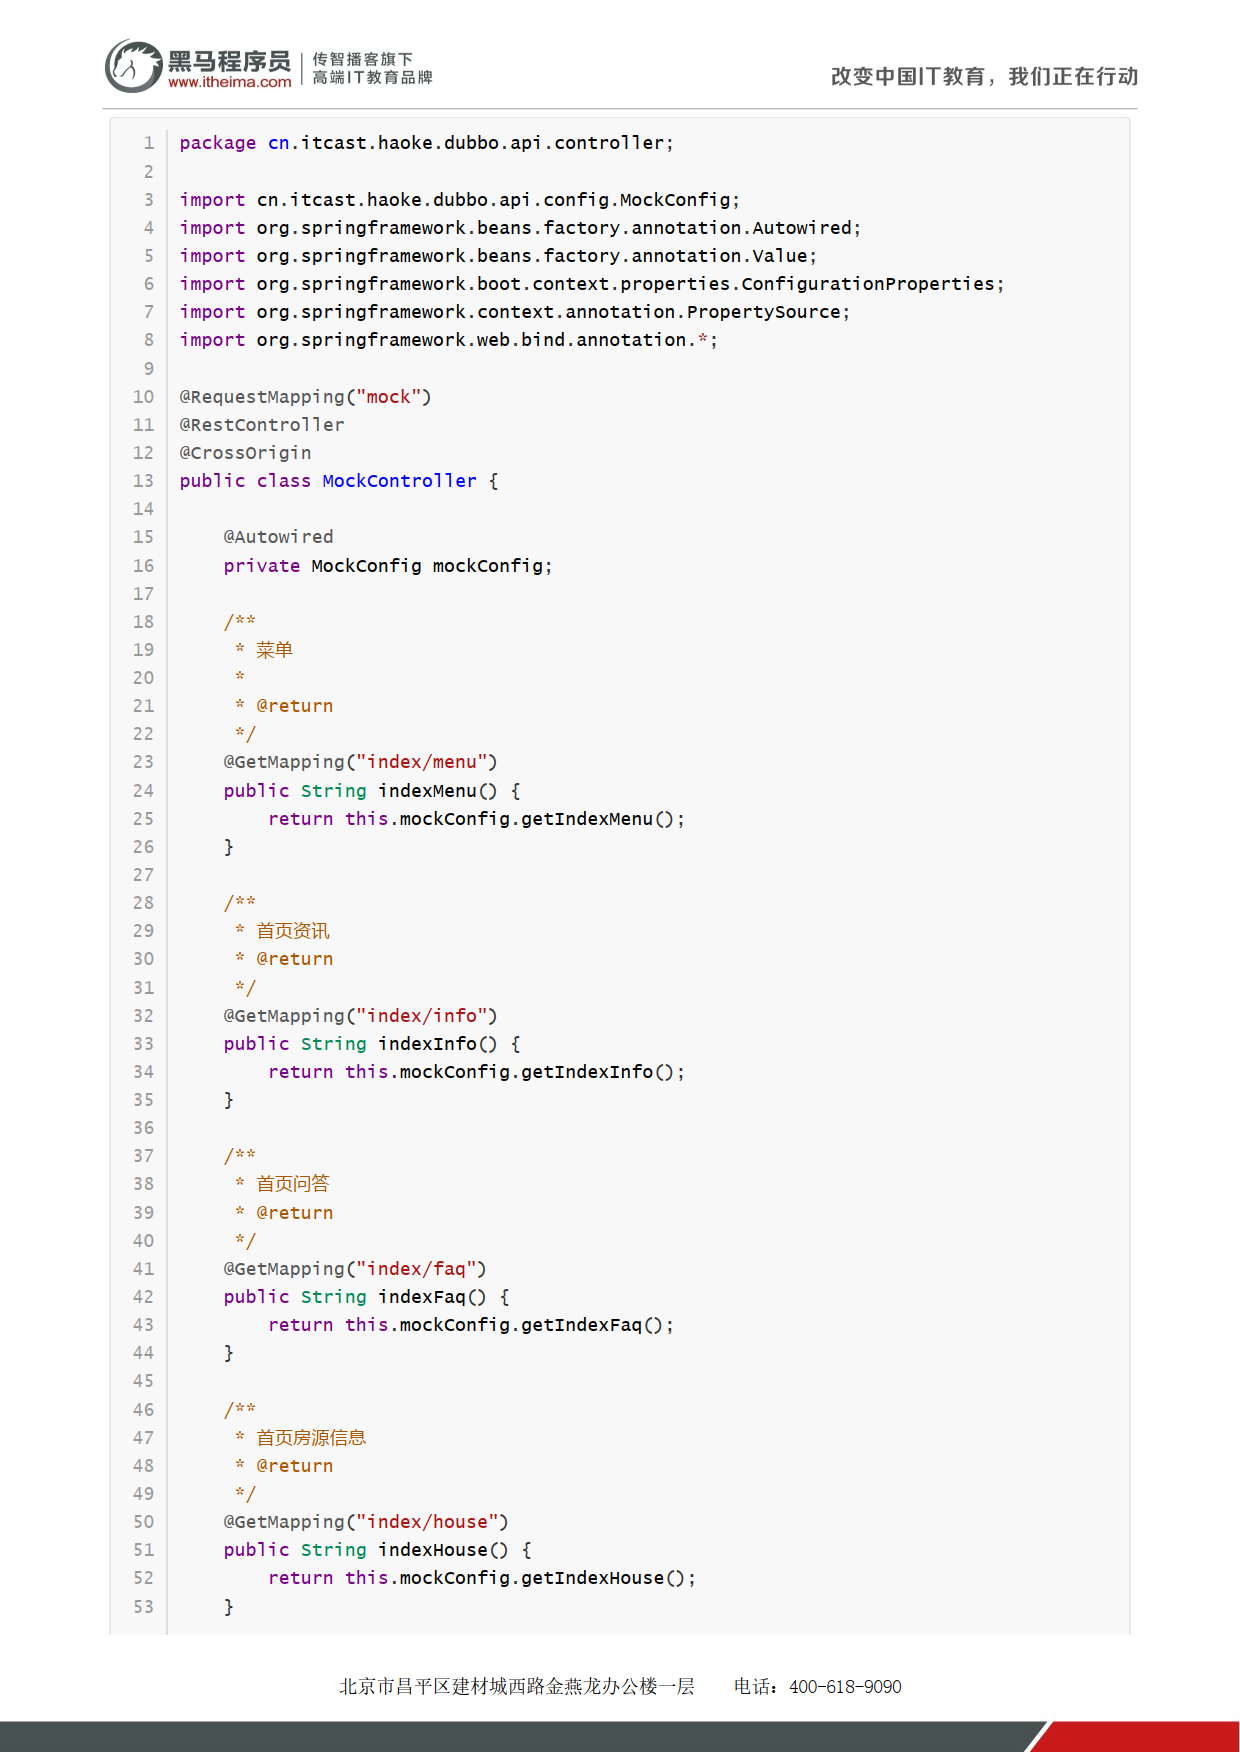 黑马程序员
www.itheima.com
传智播客旗下
高端IT教育品牌
改变中国IT教育，我们正在行动
1 package cn.itcast.haoke.dubbo.api.controller;
2
3 import cn.itcast.haoke.dubbo.api.config.MockConfig;
4 import org.springframework.beans.factory.annotation.Autowired;
5 import org.springframework.beans.factory.annotation.Value;
6 import org.springframework.boot.context.properties.ConfigurationProperties;
7 import org.springframework.context.annotation.PropertySource;
8 import org.springframework.web.bind.annotation.*;
9
10 @RequestMapping("mock")
11 @RestController
12 @CrossOrigin
13 public class MockController {
14
15     @Autowired
16     private MockConfig mockConfig;
17
18     /**
19      * 菜单
20      *
21      * @return
22      */
23     @GetMapping("index/menu")
24     public String indexMenu() {
25         return this.mockConfig.getIndexMenu();
26     }
27
28     /**
29      * 首页资讯
30      * @return
31      */
32     @GetMapping("index/info")
33     public String indexInfo() {
34         return this.mockConfig.getIndexInfo();
35     }
36
37     /**
38      * 首页问答
39      * @return
40      */
41     @GetMapping("index/faq")
42     public String indexFaq() {
43         return this.mockConfig.getIndexFaq();
44     }
45
46     /**
47      * 首页房源信息
48      * @return
49      */
50     @GetMapping("index/house")
51     public String indexHouse() {
52         return this.mockConfig.getIndexHouse();
53     }
北京市昌平区建材城西路金燕龙办公楼一层 电话：400-618-9090